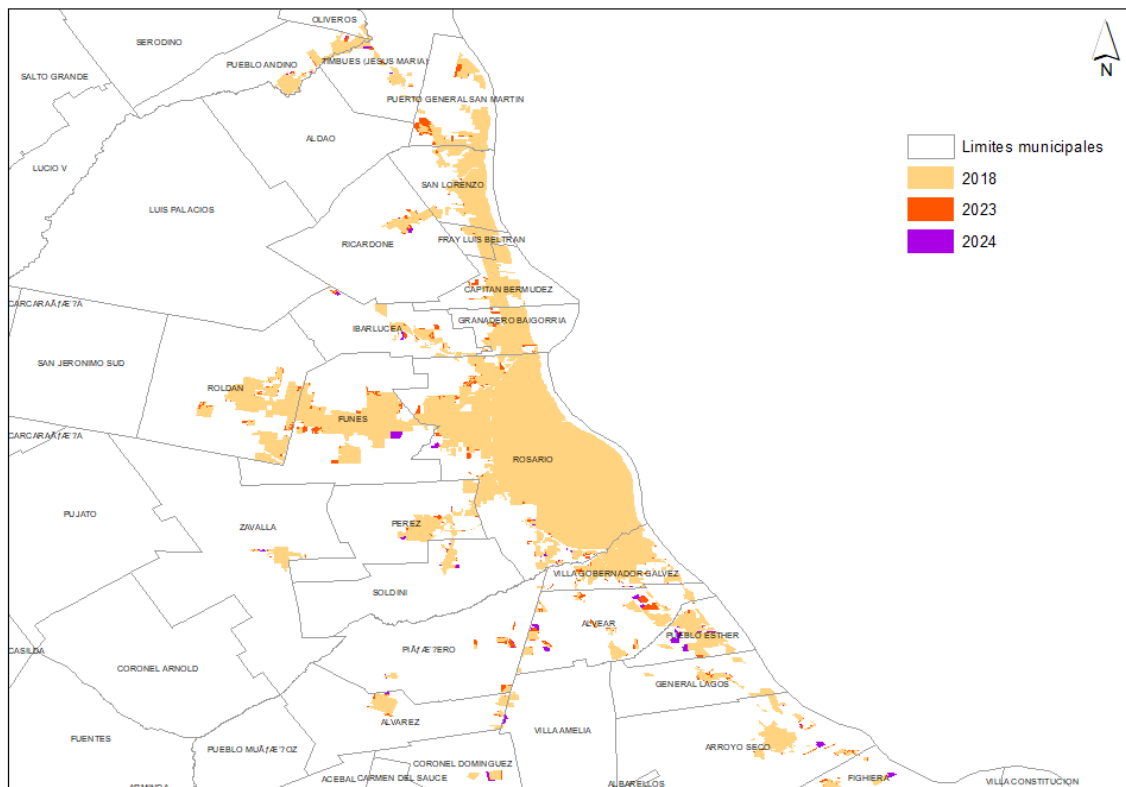 OLIVEROS
SERODINO
N
PUEBLO ANDINO
TIMBUES (JESUS MARIA)
SALTO GRANDE
PUERTO GENERAL SAN MARTIN
ALDAO
Limites municipales
LUCIO V
2018
SAN LORENZO
LUIS PALACIOS
2023
FRAY LUIS BELTRAN
RICARDONE
2024
CAPITAN BERMUDEZ
CARCARAÃƒÆ'?A
GRANADERO BAIGORRIA
IBARLUCEA
SAN JERONIMO SUD
ROLDAN
FUNES
CARCARAÃƒÆ'?A
ROSARIO
PUJATO
ZAVALLA
PEREZ
VILLA GOBERNADOR GALVEZ
SOLDINI
ALVEAR
PUEBLO ESTHER
CASILDA
PIÃƒÆ'?ERO
CORONEL ARNOLD
GENERAL LAGOS
ALVAREZ
VILLA AMELIA
FUENTES
PUEBLO MUÃƒÆ'?OZ
ARROYO SECO
CORONEL DOMINGUEZ
ACEBAL
CARMEN DEL SAUCE
FIGHIERA
ALBARELLOS
VILLA CONSTITUCION
ARMINDA